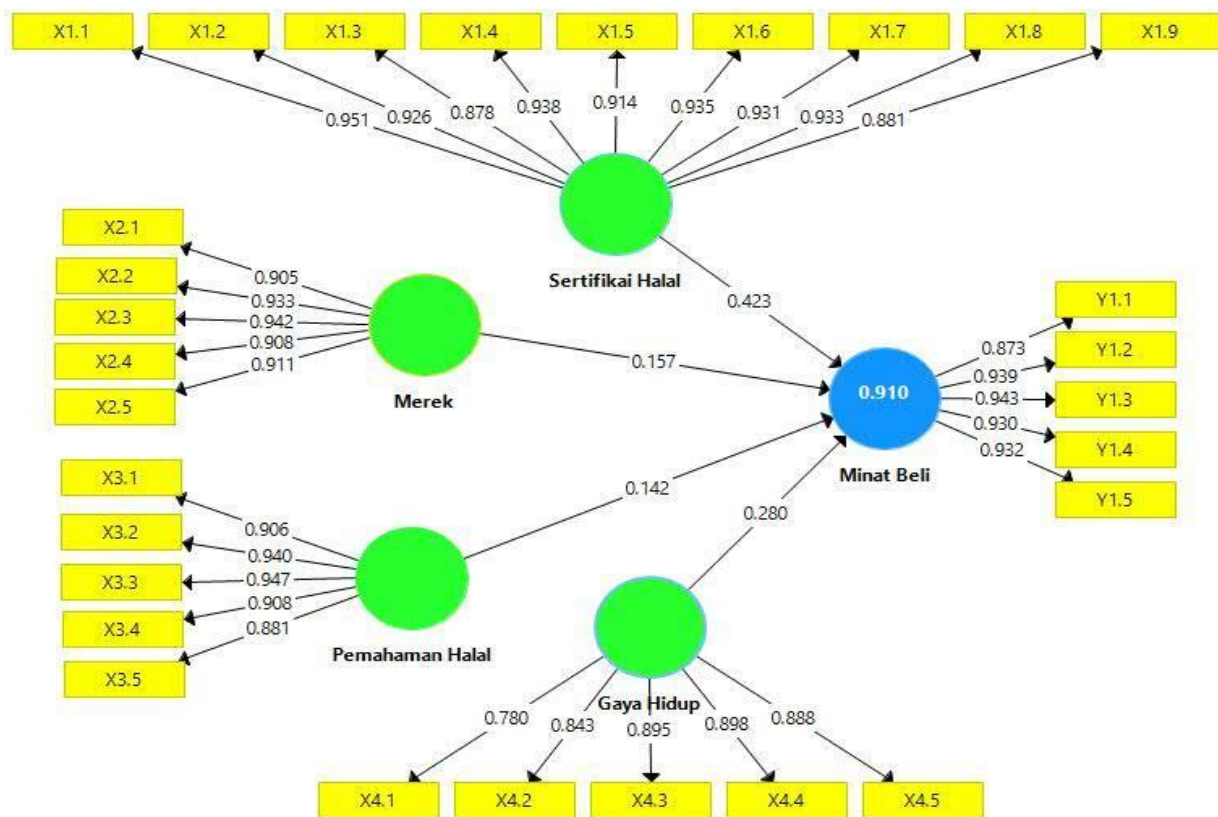 X1.1
X1.2
X1.3
X1.4
X1.5
X1.6
X1.7
X1.8
X1.9
0.951
0.926
0.878
0.938
0.914
0.935
0.931
0.933
0.881
Sertifikai Halal
X2.1
X2.2
X2.3
X2.4
X2.5
0.905
0.933
0.942
0.908
0.911
Merek
0.423
0.157
0.910
Minat Beli
Y1.1
Y1.2
Y1.3
Y1.4
Y1.5
0.873
0.939
0.943
0.930
0.932
X3.1
X3.2
X3.3
X3.4
X3.5
0.906
0.940
0.947
0.908
0.881
Pemahaman Halal
0.142
0.280
Gaya Hidup
0.780
0.843
0.895
0.898
0.888
X4.1
X4.2
X4.3
X4.4
X4.5